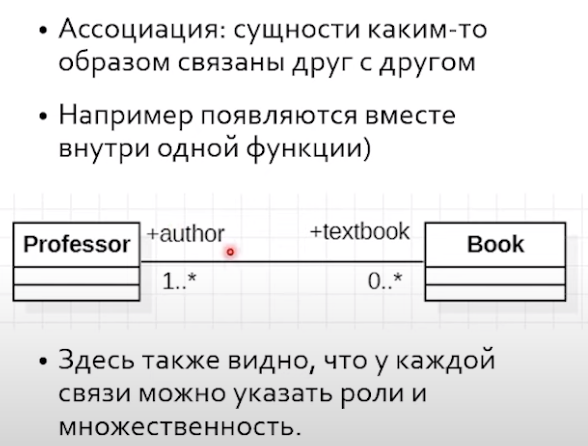 • Ассоциация: сущности каким-то
образом связаны друг с другом
• Например появляются вместе
внутри одной функции)
Professor +author +textbook Book
1..* 0..*
• Здесь также видно, что у каждой
связи можно указать роли и
множественность.